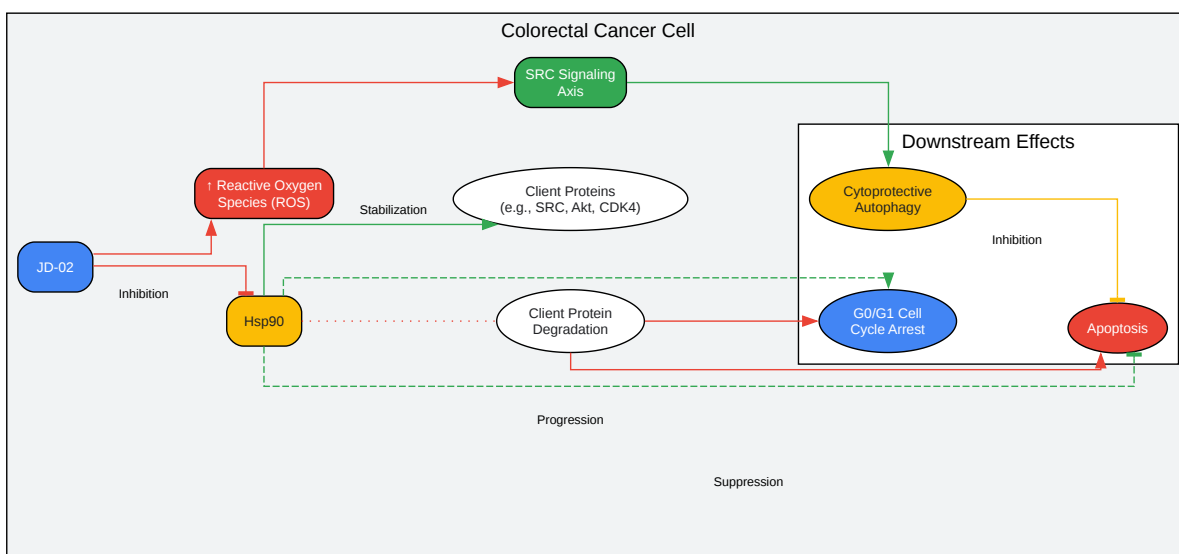 Colorectal Cancer Cell
SRC Signaling
Axis
Downstream Effects
↑ Reactive Oxygen
Species (ROS)
Stabilization
Client Proteins
(e.g., SRC, Akt, CDK4)
Cytoprotective
Autophagy
Inhibition
JD-02
Inhibition
Hsp90
Client Protein
Degradation
G0/G1 Cell
Cycle Arrest
Apoptosis
Progression
Suppression